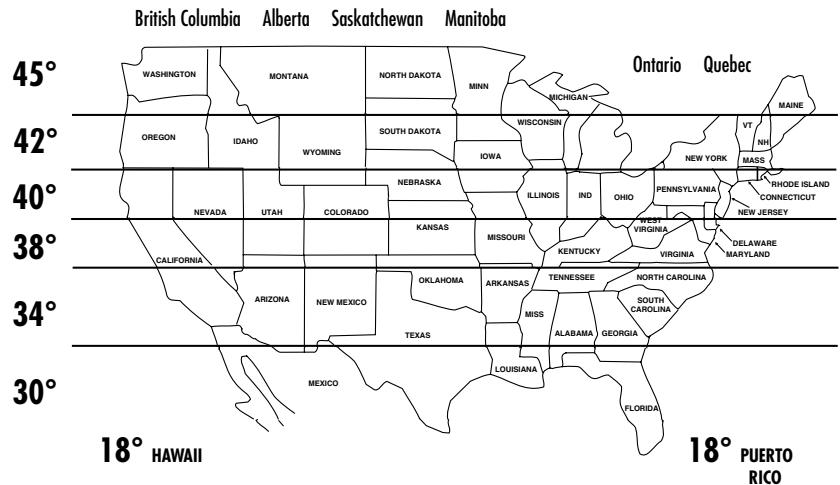 British Columbia Alberta Saskatchewan Manitoba
Ontario Quebec
45°
WASHINGTON MONTANA NORTH DAKOTA MINN MICHIGAN MAINE
42°
OREGON IDAHO WYOMING SOUTH DAKOTA WISCONSIN VT NH
IOWA NEW YORK MASS
40°
NEVADA UTAH COLORADO NEBRASKA ILLINOIS IND OHIO PENNSYLVANIA RHODE ISLAND
CONNECTICUT
NEW JERSEY
38°
CALIFORNIA KANSAS MISSOURI KENTUCKY WEST
VIRGINIA VIRGINIA DELAWARE
MARYLAND
34°
ARIZONA NEW MEXICO OKLAHOMA ARKANSAS TENNESSEE NORTH CAROLINA
SOUTH
CAROLINA
TEXAS MISS ALABAMA GEORGIA
30°
MEXICO LOUISIANA FLORIDA
18° HAWAII
18° PUERTO
RICO